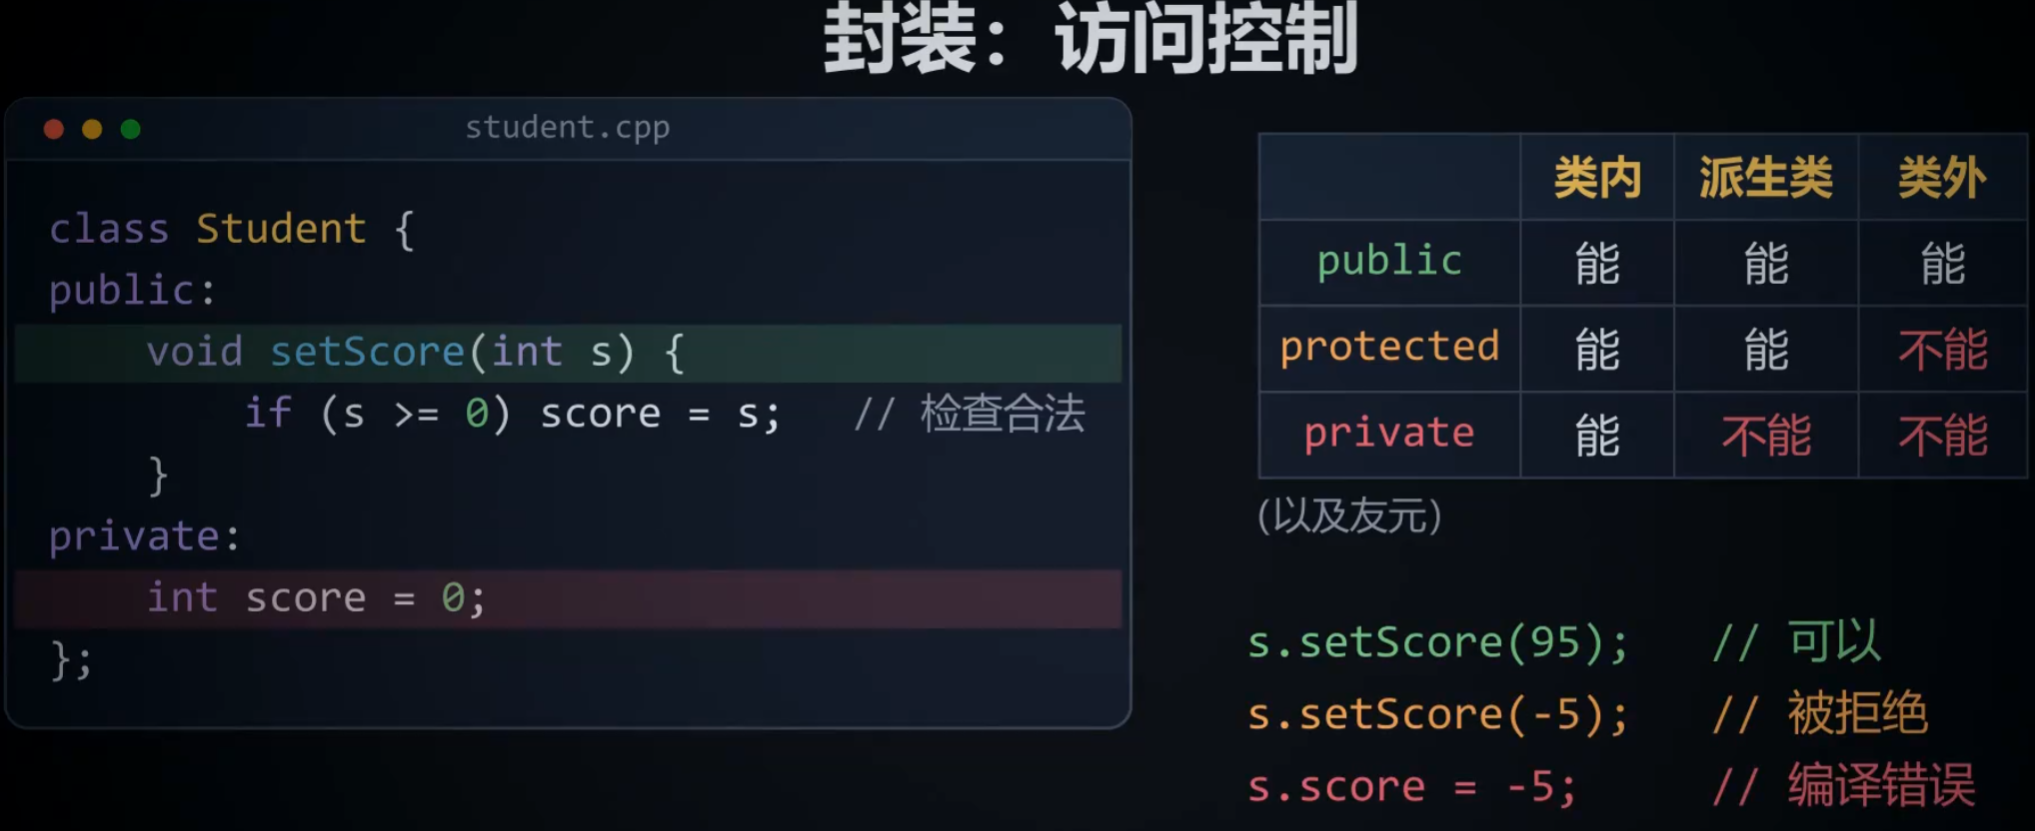 封装：访问控制
student.cpp
class Student {
public:
    void setScore(int s) {
        if (s >= 0) score = s;   // 检查合法
    }
private:
    int score = 0;
};
类内 派生类 类外
public 能 能 能
protected 能 能 不能
private 能 不能 不能
(以及友元)
s.setScore(95);   // 可以
s.setScore(-5);   // 被拒绝
s.score = -5;     // 编译错误